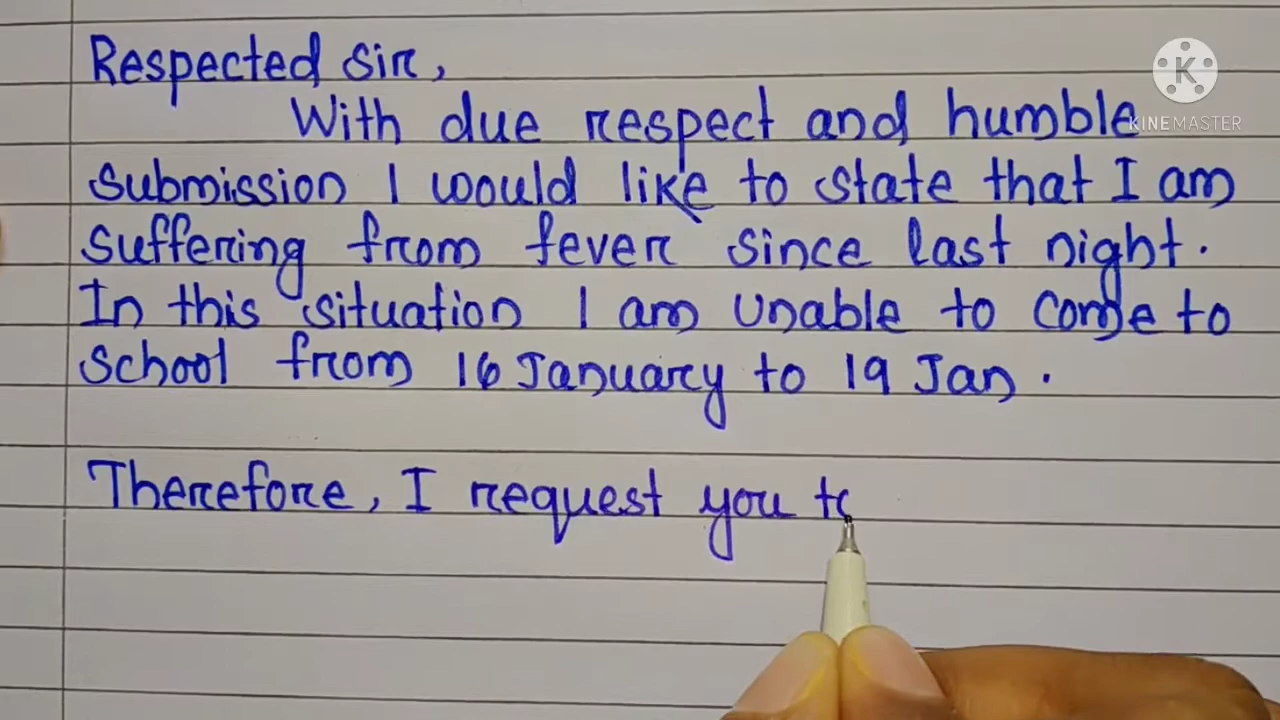 Respected Sir,
K
KINEMASTER
With due respect and humble
submission I would like to state that I am
suffering from fever since last night.
In this situation I am unable to come to
school from 16 January to 19 Jan.
Therefore, I request you to